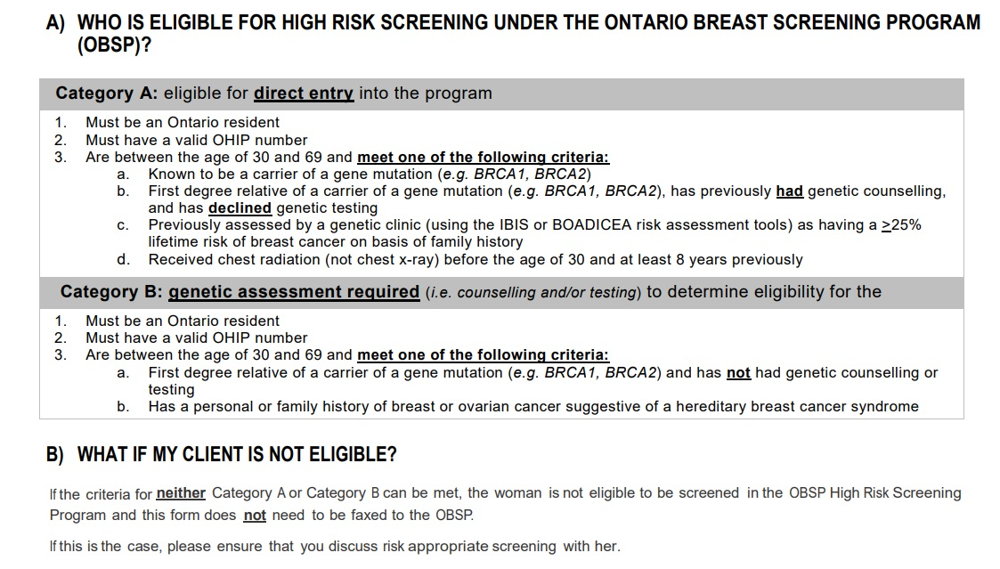 A) WHO IS ELIGIBLE FOR HIGH RISK SCREENING UNDER THE ONTARIO BREAST SCREENING PROGRAM
(OBSP)?
Category A: eligible for direct entry into the program
1. Must be an Ontario resident
2. Must have a valid OHIP number
3. Are between the age of 30 and 69 and meet one of the following criteria:
a. Known to be a carrier of a gene mutation (e.g. BRCA1, BRCA2)
b. First degree relative of a carrier of a gene mutation (e.g. BRCA1, BRCA2), has previously had genetic counselling,
and has declined genetic testing
c. Previously assessed by a genetic clinic (using the IBIS or BOADICEA risk assessment tools) as having a ≥25%
lifetime risk of breast cancer on basis of family history
d. Received chest radiation (not chest x-ray) before the age of 30 and at least 8 years previously
Category B: genetic assessment required (i.e. counselling and/or testing) to determine eligibility for the
1. Must be an Ontario resident
2. Must have a valid OHIP number
3. Are between the age of 30 and 69 and meet one of the following criteria:
a. First degree relative of a carrier of a gene mutation (e.g. BRCA1, BRCA2) and has not had genetic counselling or
testing
b. Has a personal or family history of breast or ovarian cancer suggestive of a hereditary breast cancer syndrome
B) WHAT IF MY CLIENT IS NOT ELIGIBLE?
If the criteria for neither Category A or Category B can be met, the woman is not eligible to be screened in the OBSP High Risk Screening
Program and this form does not need to be faxed to the OBSP.
If this is the case, please ensure that you discuss risk appropriate screening with her.